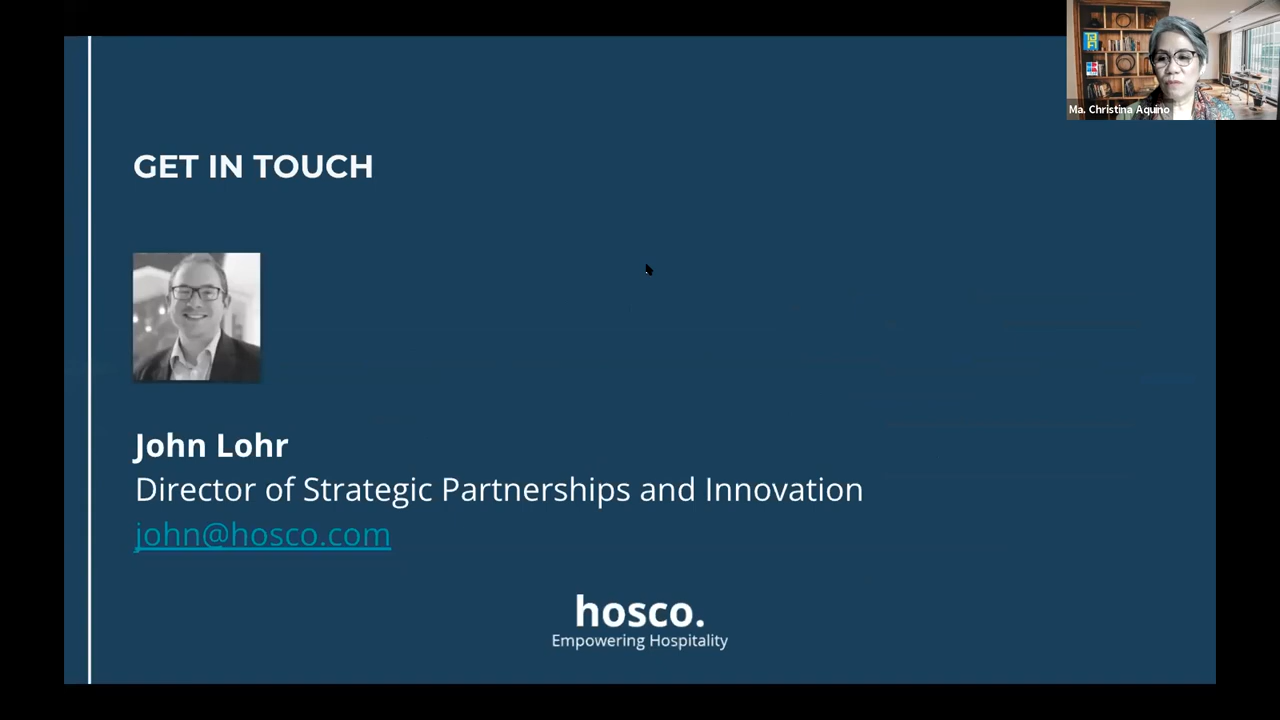 Ma. Christina Aquino
GET IN TOUCH
John Lohr
Director of Strategic Partnerships and Innovation
john@hosco.com
hosco.
Empowering Hospitality